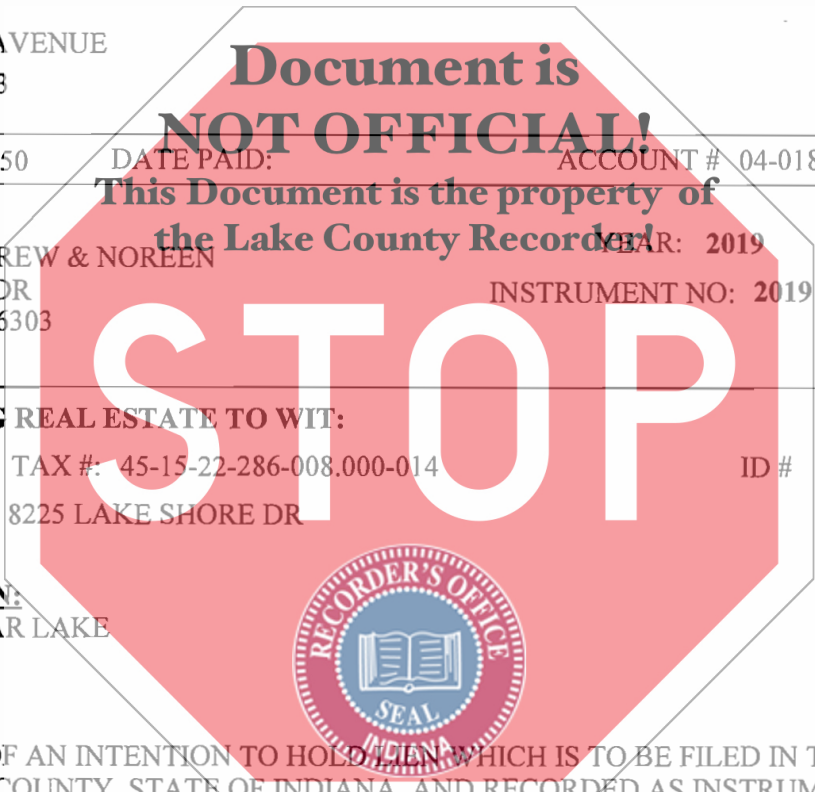 AVENUE
3
Document is
NOT OFFICIAL!
50 DATE PAID: ACCOUNT # 04-018
This Document is the property of
the Lake County Recorder!
YEAR: 2019
REW & NOREEN
DR INSTRUMENT NO: 2019
6303
STOP
REAL ESTATE TO WIT:
TAX #: 45-15-22-286-008.000-014 ID #
8225 LAKE SHORE DR
N:
AR LAKE
RECORDER'S OFFICE
SEAL
INDIANA
OF AN INTENTION TO HOLD LIEN WHICH IS TO BE FILED IN T
COUNTY, STATE OF INDIANA, AND RECORDED AS INSTRUM